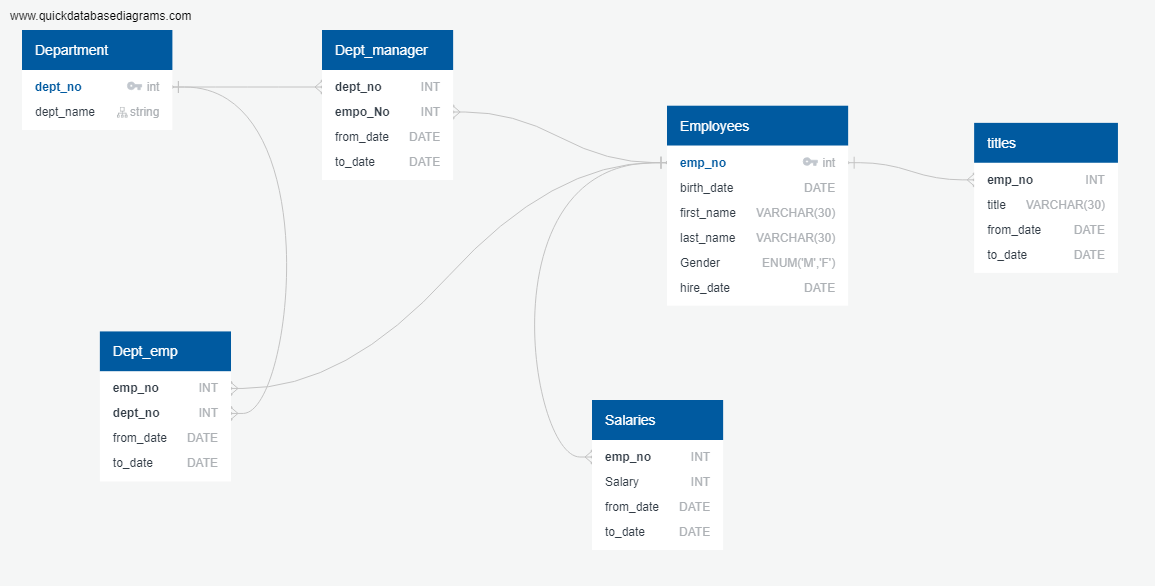 www.quickdatabasediagrams.com
Department
dept_no int
dept_name string
Dept_manager
dept_no INT
empo_No INT
from_date DATE
to_date DATE
Employees
emp_no int
birth_date DATE
first_name VARCHAR(30)
last_name VARCHAR(30)
Gender ENUM('M','F')
hire_date DATE
titles
emp_no INT
title VARCHAR(30)
from_date DATE
to_date DATE
Dept_emp
emp_no INT
dept_no INT
from_date DATE
to_date DATE
Salaries
emp_no INT
Salary INT
from_date DATE
to_date DATE